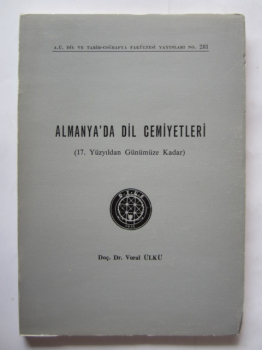 A.Ü. DİL VE TARİH-COĞRAFYA FAKÜLTESİ YAYINLARI NO. 281
ALMANYA'DA DİL CEMİYETLERİ
(17. Yüzyıldan Günümüze Kadar)
Doç. Dr. Vural ÜLKÜ